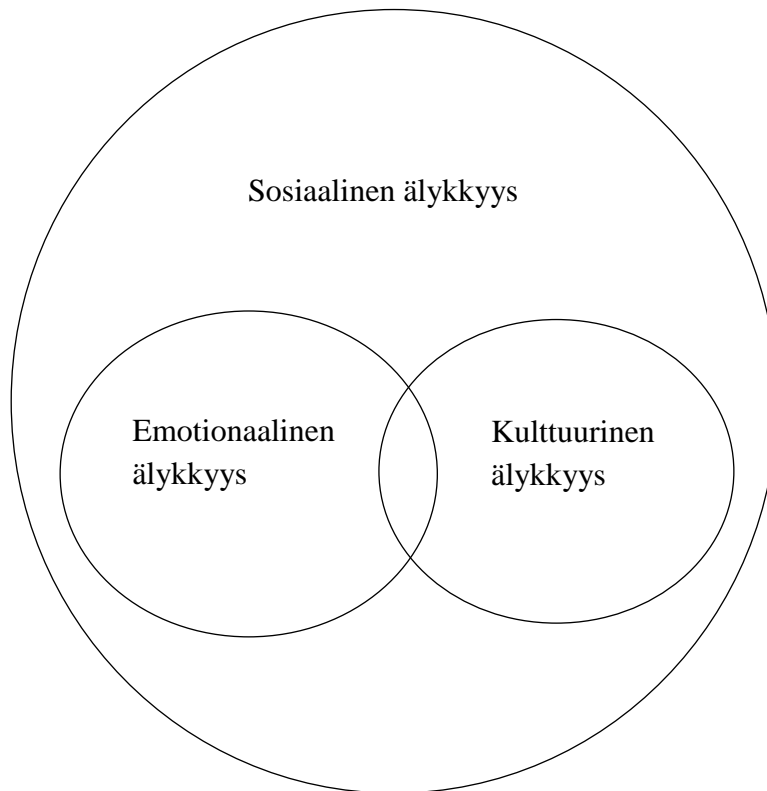 Sosiaalinen älykkyys
Emotionaalinen
älykkyys
Kulttuurinen
älykkyys